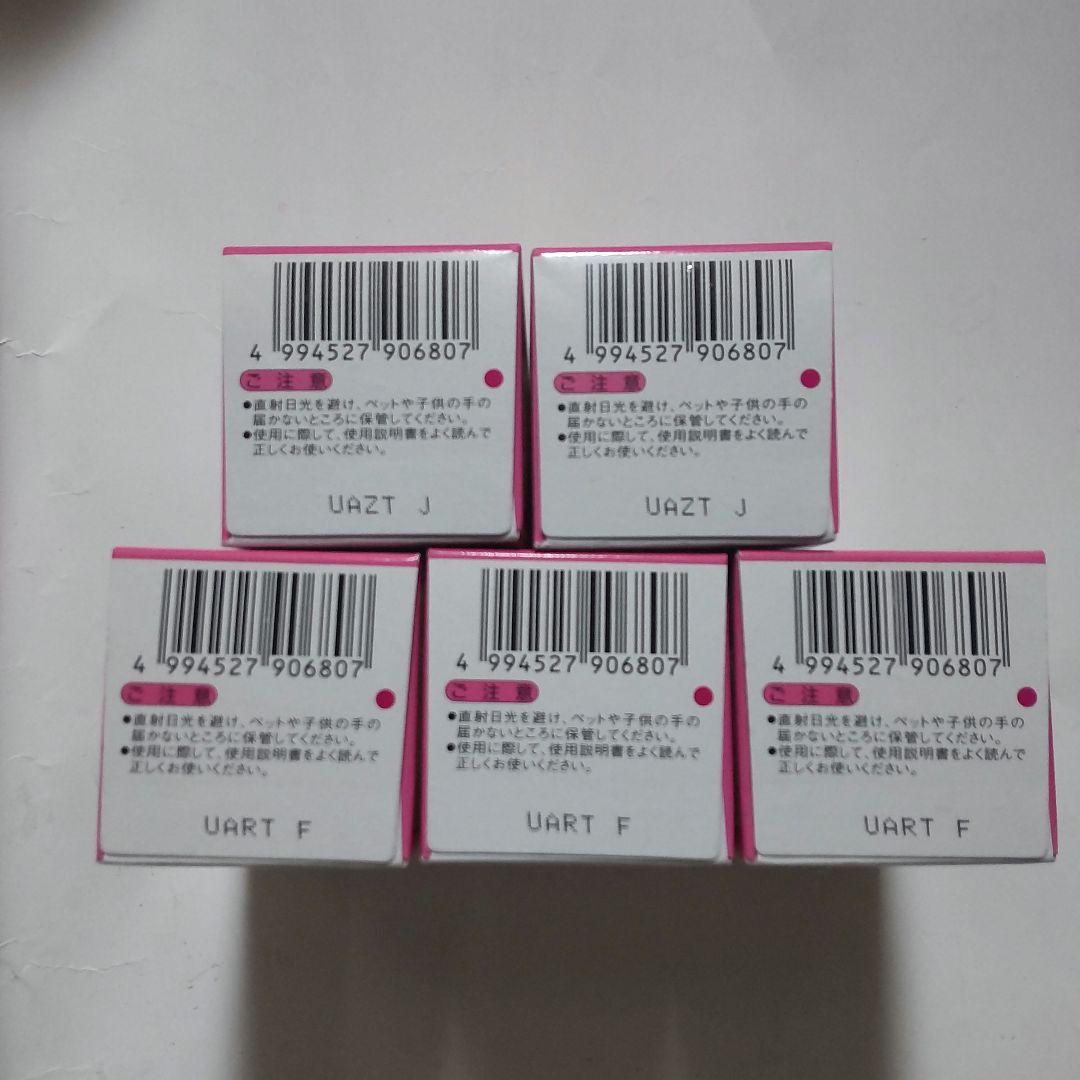 4 994527 906807
ご注意
●直射日光を避け、ペットや子供の手の
届かないところに保管してください。
●使用に際して、使用説明書をよく読んで
正しくお使いください。
UAZT J
4 994527 906807
ご注意
●直射日光を避け、ペットや子供の手の
届かないところに保管してください。
●使用に際して、使用説明書をよく読んで
正しくお使いください。
UAZT J
4 994527 906807
ご注意
●直射日光を避け、ペットや子供の手の
届かないところに保管してください。
●使用に際して、使用説明書をよく読んで
正しくお使いください。
UART F
4 994527 906807
ご注意
●直射日光を避け、ペットや子供の手の
届かないところに保管してください。
●使用に際して、使用説明書をよく読んで
正しくお使いください。
UART F
4 994527 906807
ご注意
●直射日光を避け、ペットや子供の手の
届かないところに保管してください。
●使用に際して、使用説明書をよく読んで
正しくお使いください。
UART F